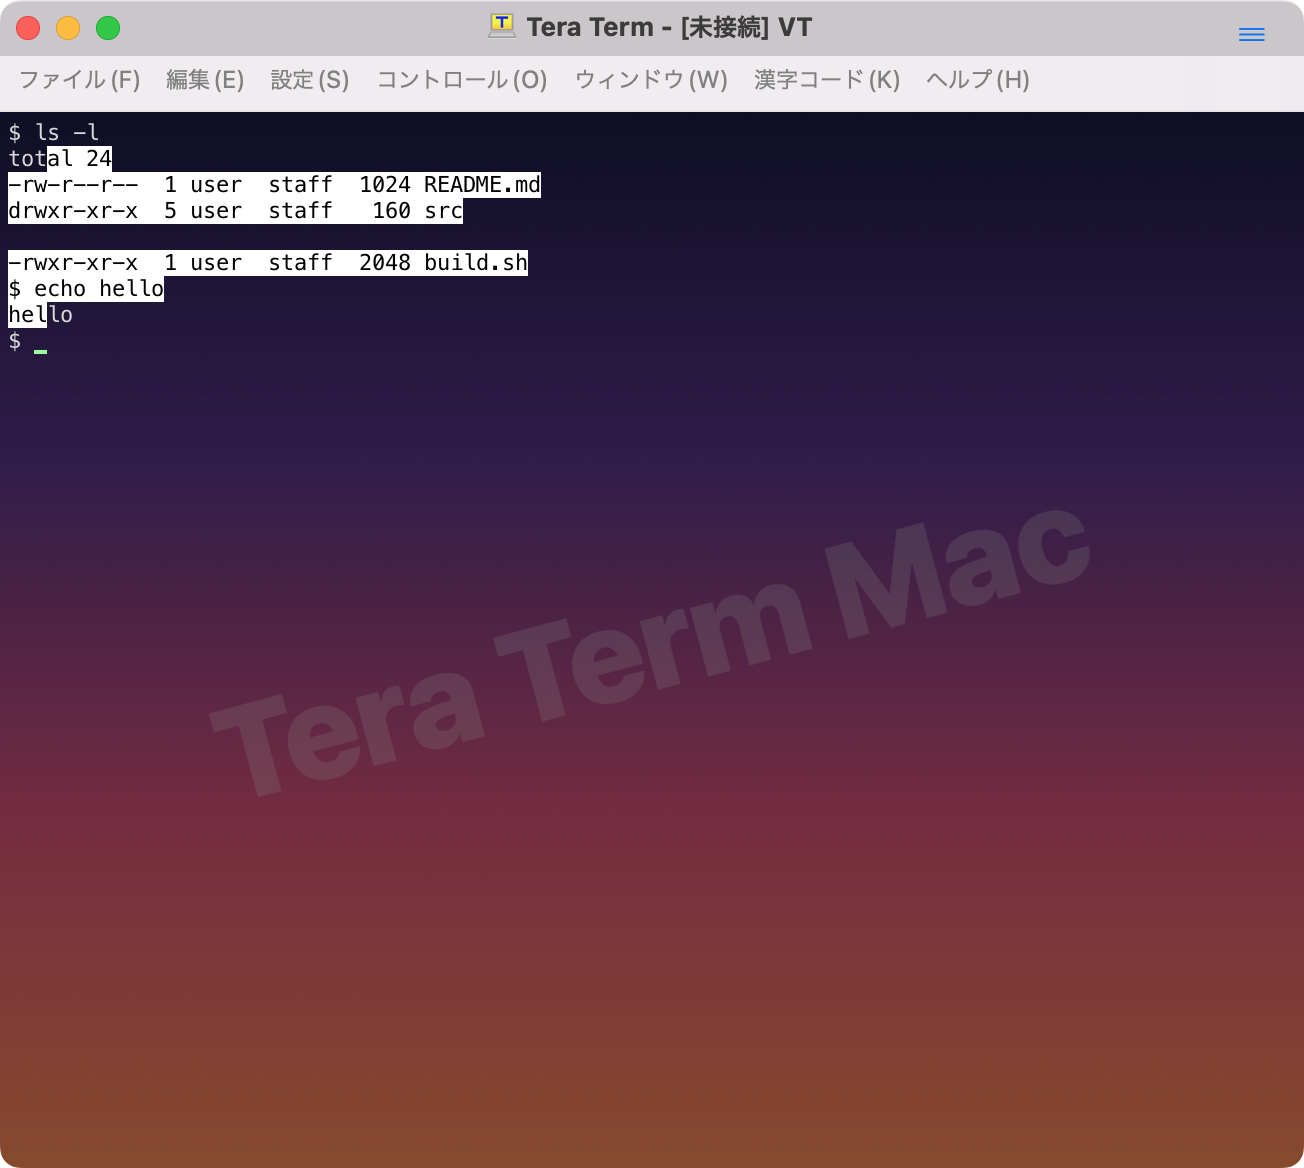 Tera Term - [未接続] VT
ファイル(F) 編集(E) 設定(S) コントロール(O) ウィンドウ(W) 漢字コード(K) ヘルプ(H)
$ ls -l
total 24
-rw-r--r--  1 user  staff  1024 README.md
drwxr-xr-x  5 user  staff   160 src
-rwxr-xr-x  1 user  staff  2048 build.sh
$ echo hello
hello
$ _
Tera Term Mac